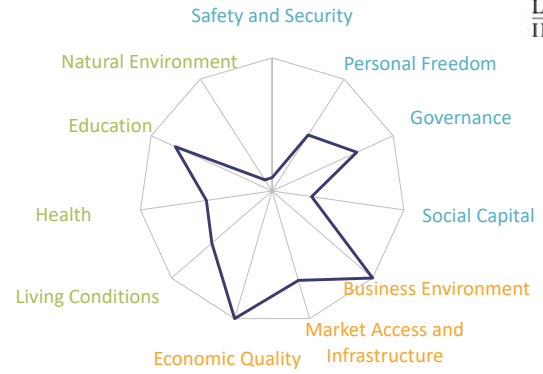 Safety and Security
Natural Environment
Personal Freedom
Education
Governance
Health
Social Capital
Living Conditions
Business Environment
Market Access and
Infrastructure
Economic Quality